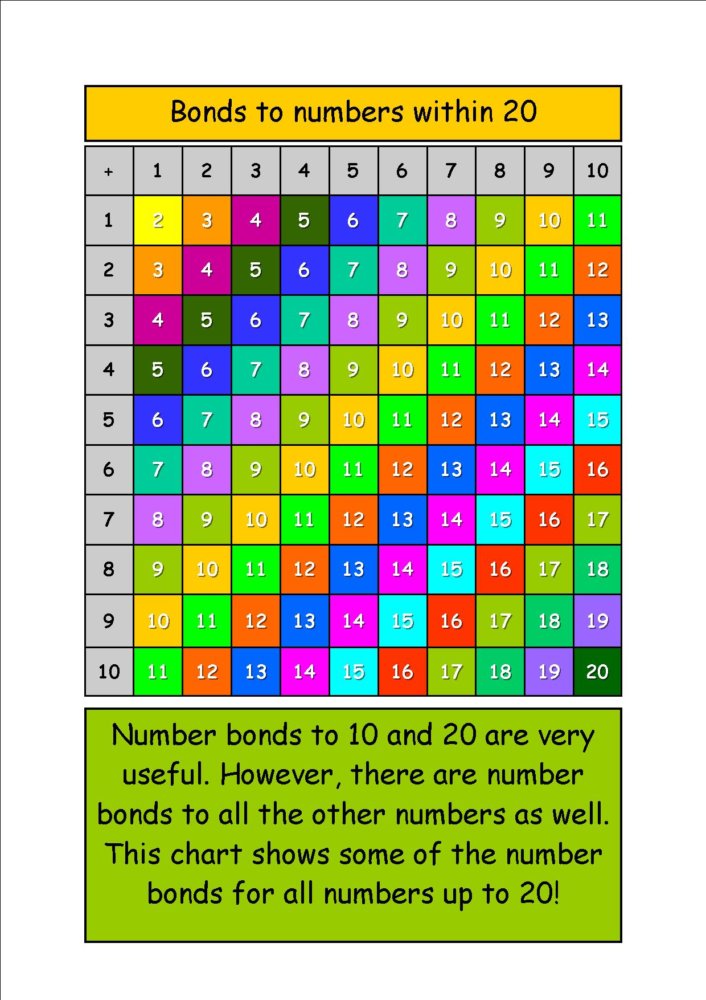 Bonds to numbers within 20
+ 1 2 3 4 5 6 7 8 9 10
1 2 3 4 5 6 7 8 9 10 11
2 3 4 5 6 7 8 9 10 11 12
3 4 5 6 7 8 9 10 11 12 13
4 5 6 7 8 9 10 11 12 13 14
5 6 7 8 9 10 11 12 13 14 15
6 7 8 9 10 11 12 13 14 15 16
7 8 9 10 11 12 13 14 15 16 17
8 9 10 11 12 13 14 15 16 17 18
9 10 11 12 13 14 15 16 17 18 19
10 11 12 13 14 15 16 17 18 19 20
Number bonds to 10 and 20 are very
useful. However, there are number
bonds to all the other numbers as well.
This chart shows some of the number
bonds for all numbers up to 20!